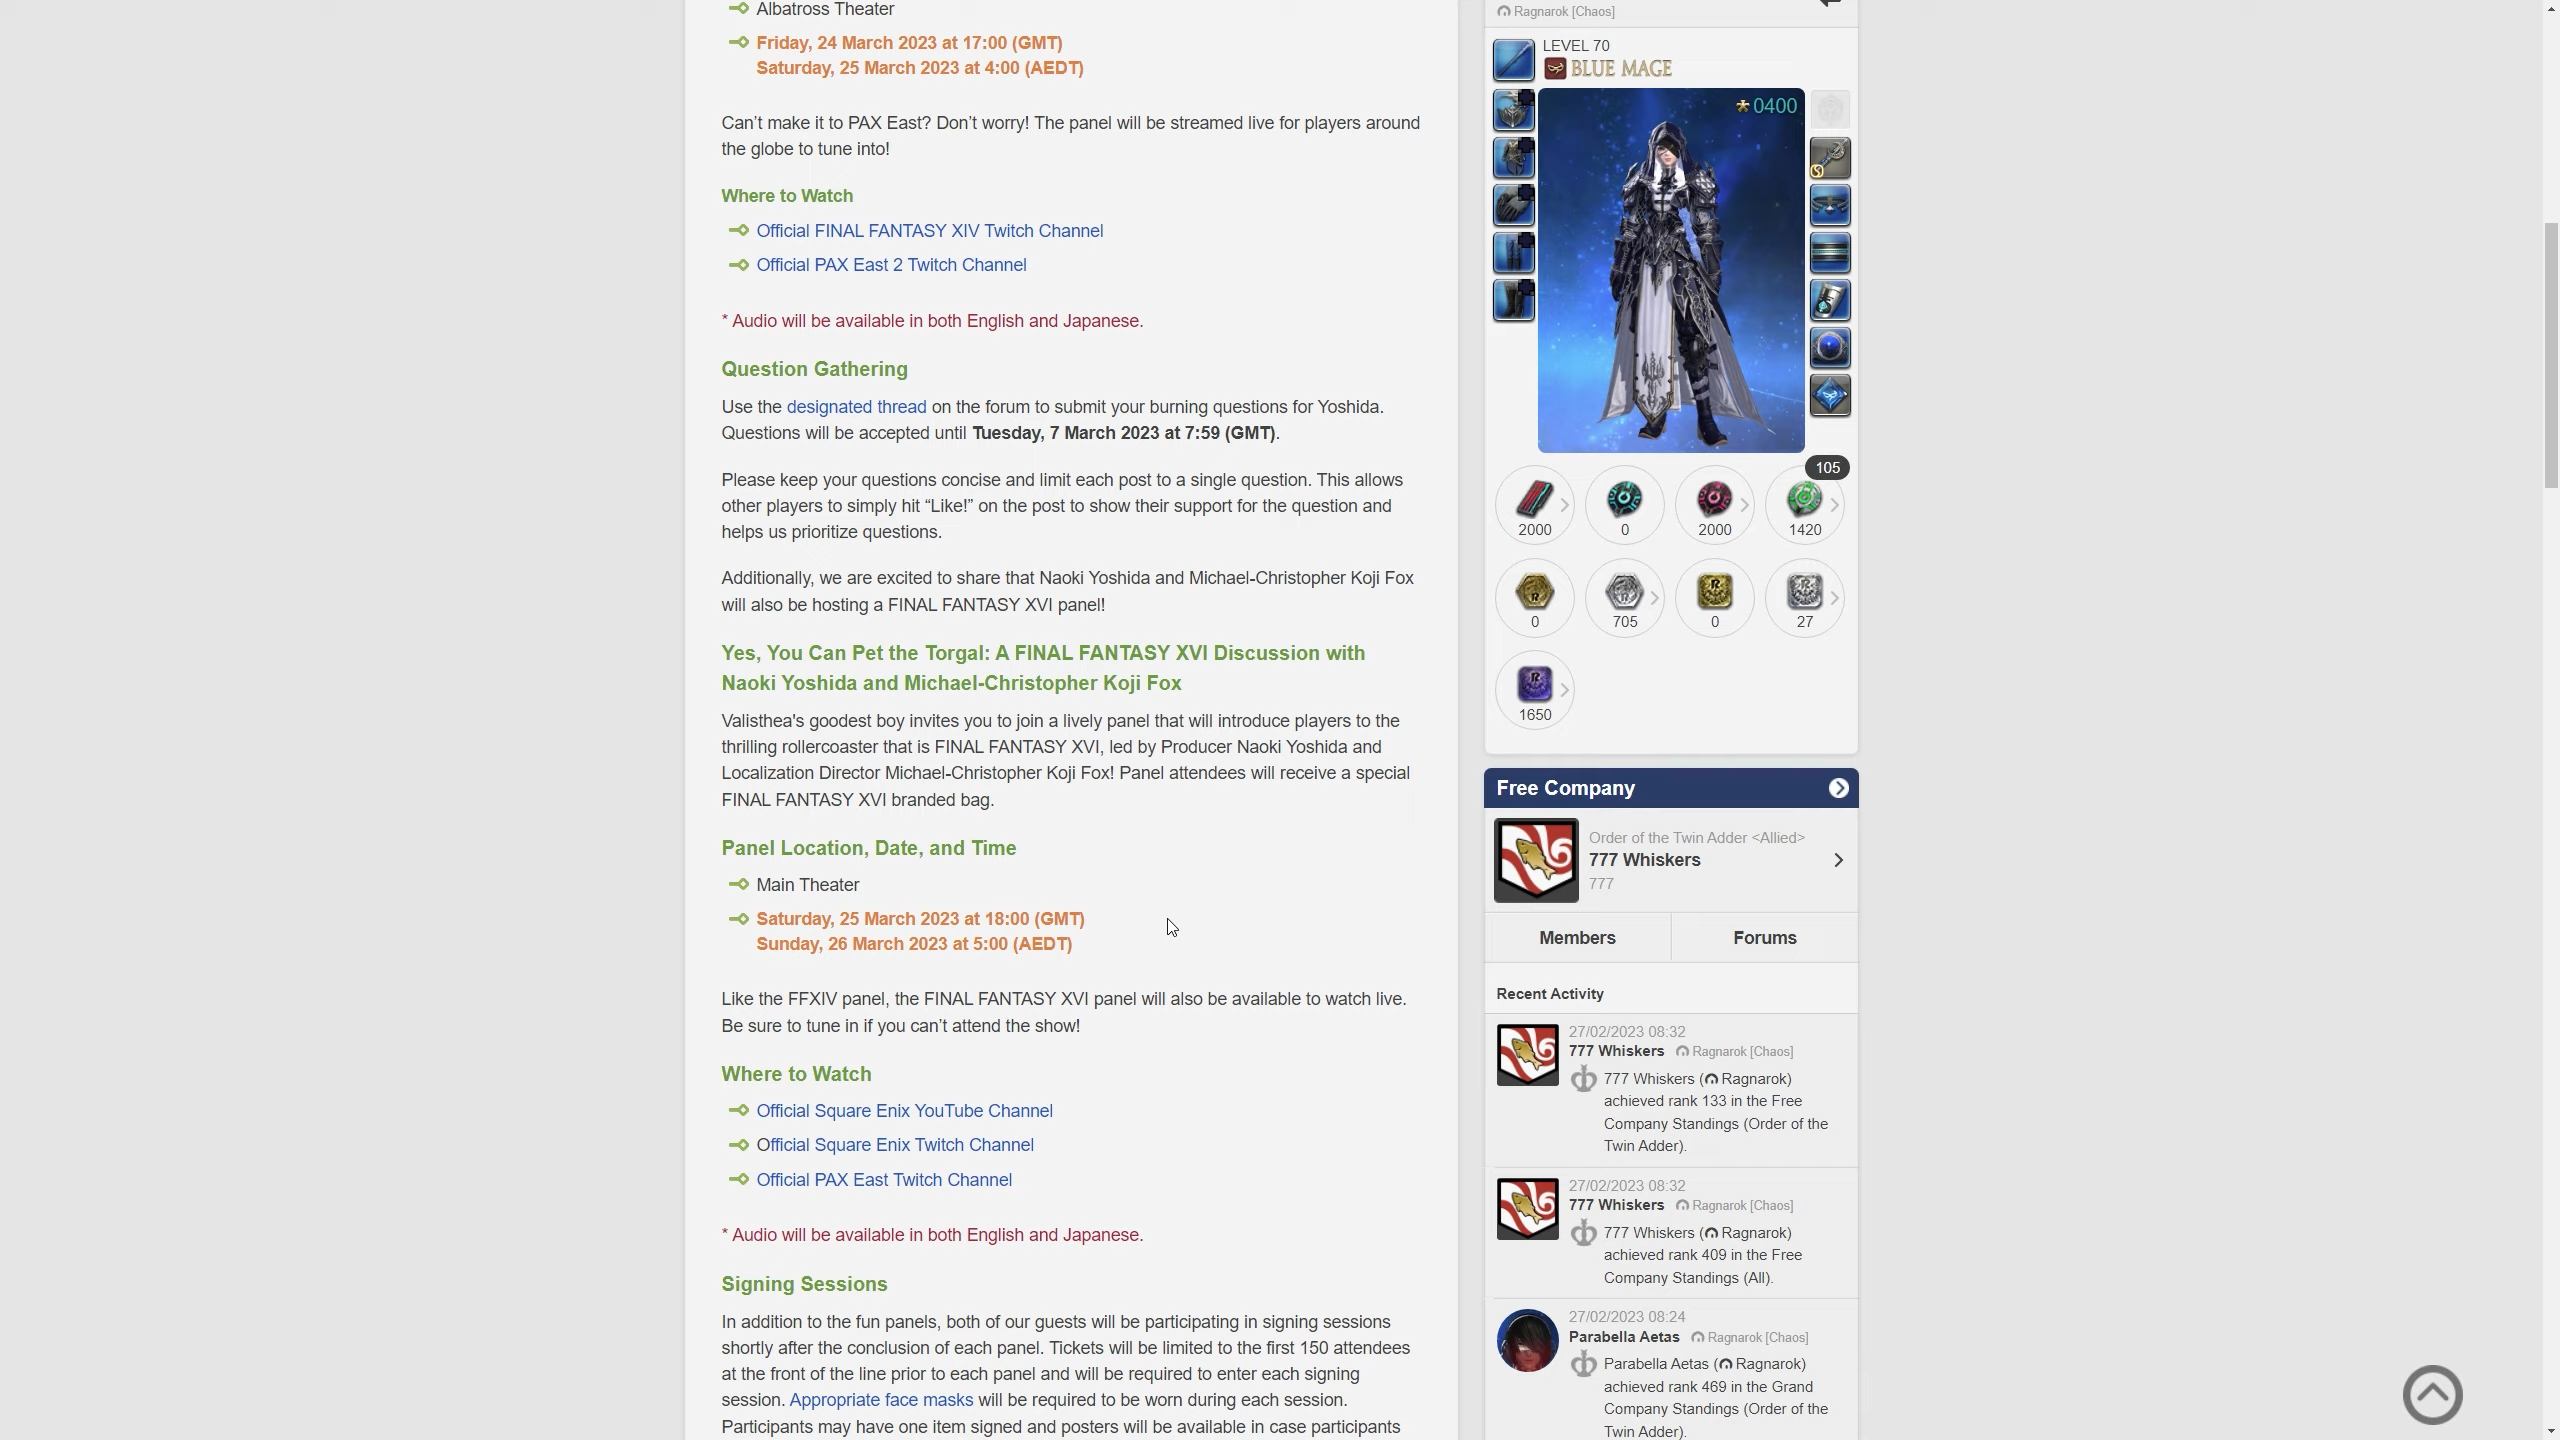 Albatross Theater
Friday, 24 March 2023 at 17:00 (GMT)
Saturday, 25 March 2023 at 4:00 (AEDT)
Can't make it to PAX East? Don't worry! The panel will be streamed live for players around
the globe to tune into!
Where to Watch
Official FINAL FANTASY XIV Twitch Channel
Official PAX East 2 Twitch Channel
* Audio will be available in both English and Japanese.
Question Gathering
Use the designated thread on the forum to submit your burning questions for Yoshida.
Questions will be accepted until Tuesday, 7 March 2023 at 7:59 (GMT).
Please keep your questions concise and limit each post to a single question. This allows
other players to simply hit “Like!” on the post to show their support for the question and
helps us prioritize questions.
Additionally, we are excited to share that Naoki Yoshida and Michael-Christopher Koji Fox
will also be hosting a FINAL FANTASY XVI panel!
Yes, You Can Pet the Torgal: A FINAL FANTASY XVI Discussion with
Naoki Yoshida and Michael-Christopher Koji Fox
Valisthea's goodest boy invites you to join a lively panel that will introduce players to the
thrilling rollercoaster that is FINAL FANTASY XVI, led by Producer Naoki Yoshida and
Localization Director Michael-Christopher Koji Fox! Panel attendees will receive a special
FINAL FANTASY XVI branded bag.
Panel Location, Date, and Time
Main Theater
Saturday, 25 March 2023 at 18:00 (GMT)
Sunday, 26 March 2023 at 5:00 (AEDT)
Like the FFXIV panel, the FINAL FANTASY XVI panel will also be available to watch live.
Be sure to tune in if you can't attend the show!
Where to Watch
Official Square Enix YouTube Channel
Official Square Enix Twitch Channel
Official PAX East Twitch Channel
* Audio will be available in both English and Japanese.
Signing Sessions
In addition to the fun panels, both of our guests will be participating in signing sessions
shortly after the conclusion of each panel. Tickets will be limited to the first 150 attendees
at the front of the line prior to each panel and will be required to enter each signing
session. Appropriate face masks will be required to be worn during each session.
Participants may have one item signed and posters will be available in case participants
Ragnarok [Chaos]
LEVEL 70
BLUE MAGE
0400
105
2000
0
2000
1420
0
705
0
27
1650
Free Company
Order of the Twin Adder <Allied>
777 Whiskers
777
Members
Forums
Recent Activity
27/02/2023 08:32
777 Whiskers Ragnarok [Chaos]
777 Whiskers (Ragnarok)
achieved rank 133 in the Free
Company Standings (Order of the
Twin Adder).
27/02/2023 08:32
777 Whiskers Ragnarok [Chaos]
777 Whiskers (Ragnarok)
achieved rank 409 in the Free
Company Standings (All).
27/02/2023 08:24
Parabella Aetas Ragnarok [Chaos]
Parabella Aetas (Ragnarok)
achieved rank 469 in the Grand
Company Standings (Order of the
Twin Adder).